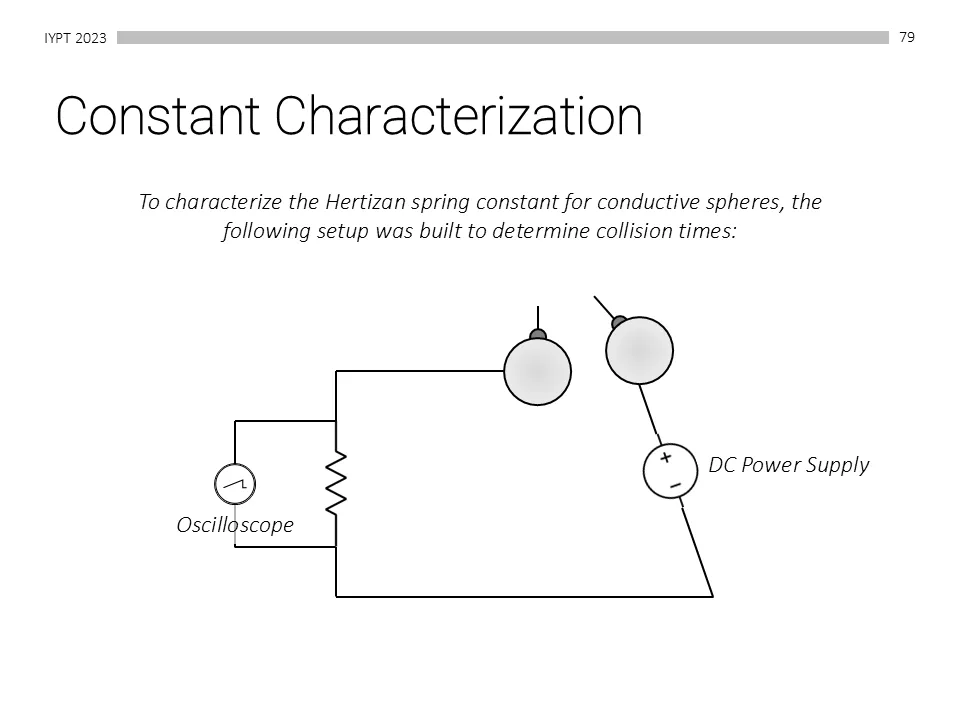 IYPT 2023
79
Constant Characterization
To characterize the Hertizan spring constant for conductive spheres, the
following setup was built to determine collision times:
DC Power Supply
Oscilloscope